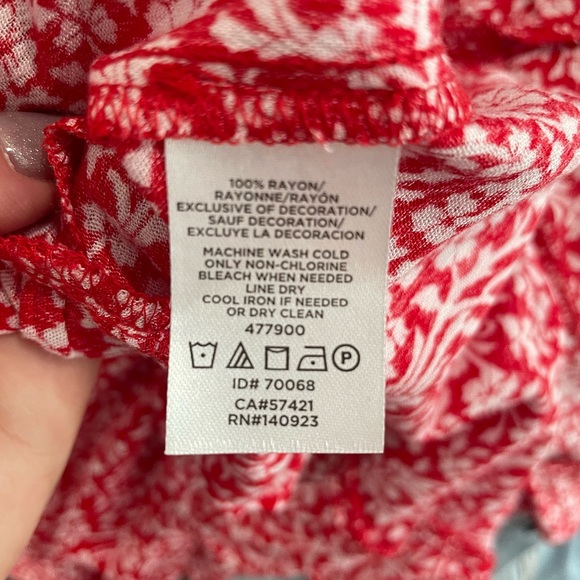 100% RAYON/
RAYONNE/RAYÓN
EXCLUSIVE OF DECORATION/
SAUF DECORATION/
EXCLUYE LA DECORACION
MACHINE WASH COLD
ONLY NON-CHLORINE
BLEACH WHEN NEEDED
LINE DRY
COOL IRON IF NEEDED
OR DRY CLEAN
477900
P
ID# 70068
CA#57421
RN#140923